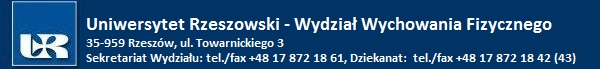 UR
Uniwersytet Rzeszowski - Wydział Wychowania Fizycznego
35-959 Rzeszów, ul. Towarnickiego 3
Sekretariat Wydziału: tel./fax +48 17 872 18 61, Dziekanat:  tel./fax +48 17 872 18 42 (43)